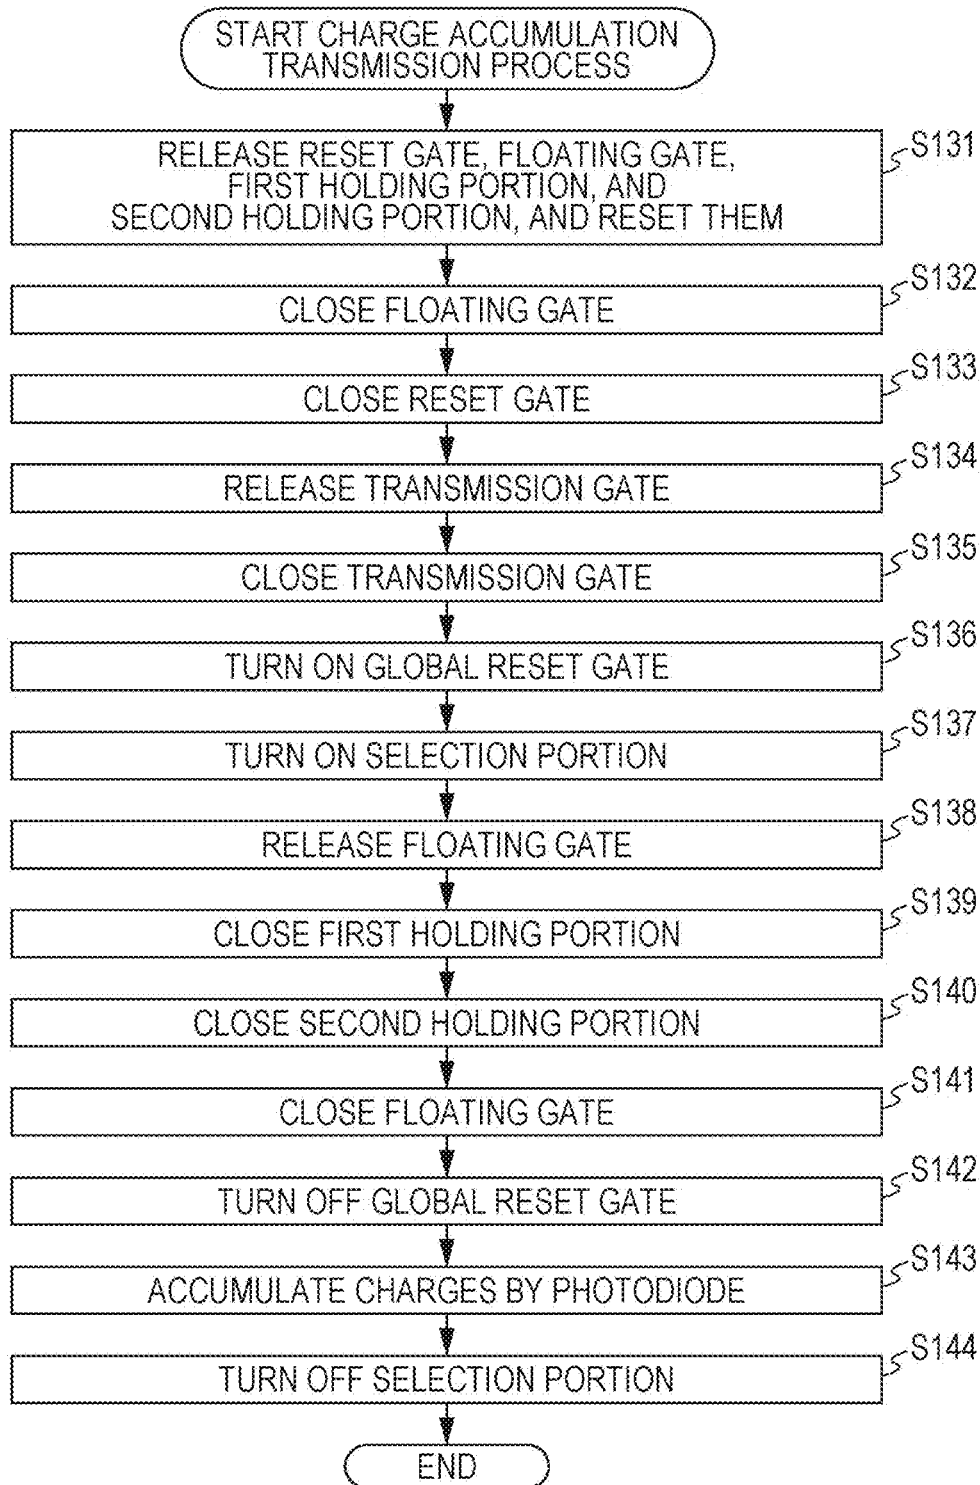 START CHARGE ACCUMULATION
TRANSMISSION PROCESS
S131
RELEASE RESET GATE, FLOATING GATE,
FIRST HOLDING PORTION, AND
SECOND HOLDING PORTION, AND RESET THEM
S132
CLOSE FLOATING GATE
S133
CLOSE RESET GATE
S134
RELEASE TRANSMISSION GATE
S135
CLOSE TRANSMISSION GATE
S136
TURN ON GLOBAL RESET GATE
S137
TURN ON SELECTION PORTION
S138
RELEASE FLOATING GATE
S139
CLOSE FIRST HOLDING PORTION
S140
CLOSE SECOND HOLDING PORTION
S141
CLOSE FLOATING GATE
S142
TURN OFF GLOBAL RESET GATE
S143
ACCUMULATE CHARGES BY PHOTODIODE
S144
TURN OFF SELECTION PORTION
END